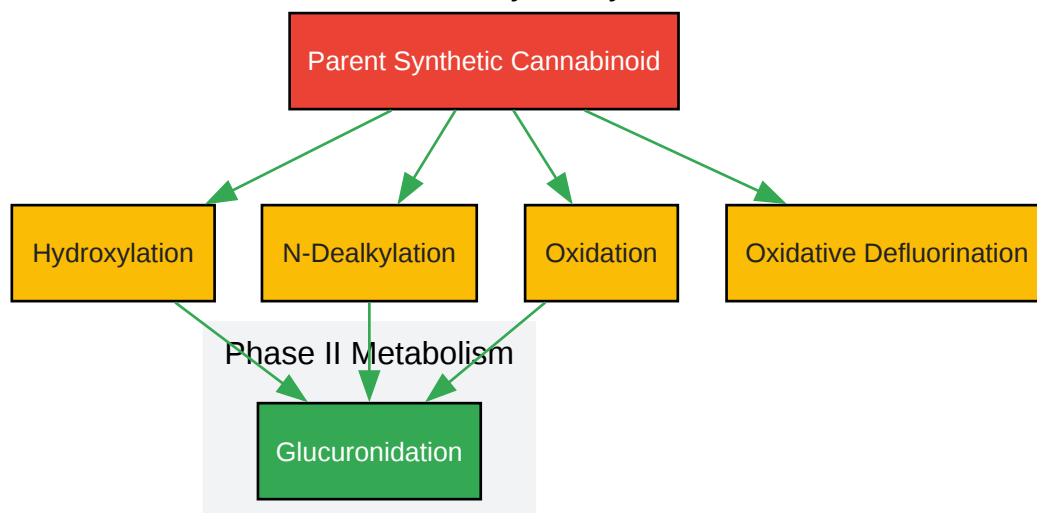 Parent Synthetic Cannabinoid
Hydroxylation
N-Dealkylation
Oxidation
Oxidative Defluorination
Phase II Metabolism
Glucuronidation